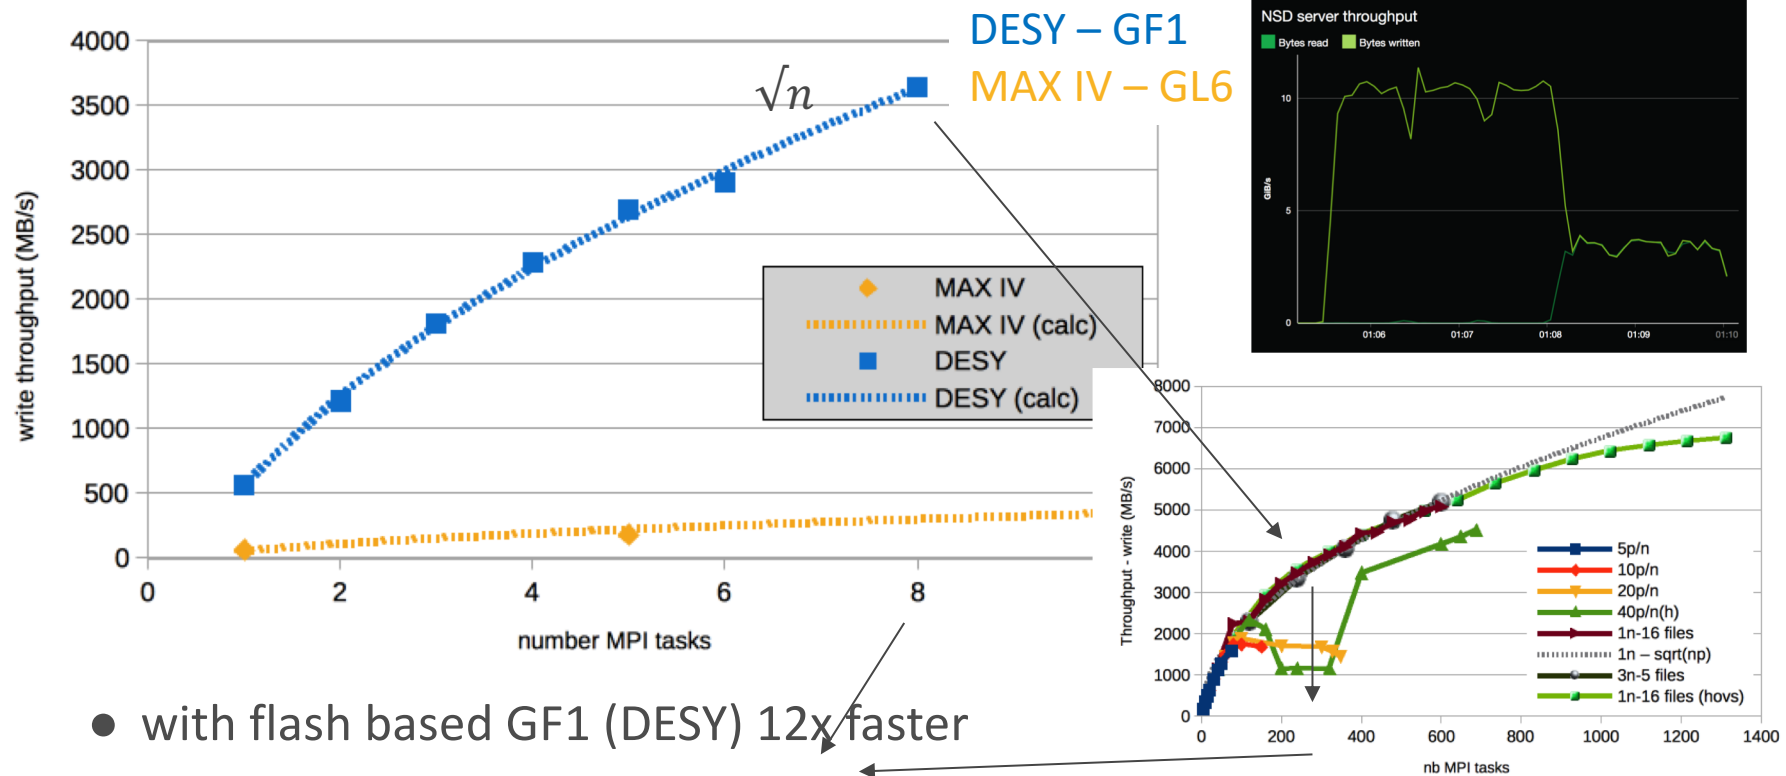 DESY – GF1
MAX IV – GL6
4000
3500
3000
2500
2000
1500
1000
500
0
write throughput (MB/s)
√n
MAX IV
MAX IV (calc)
DESY
DESY (calc)
0 2 4 6 8
number MPI tasks
NSD server throughput
Bytes read Bytes written
10
5
0
GiB/s
01:06 01:07 01:08 01:09 01:10
8000
7000
6000
5000
4000
3000
2000
1000
0
Throughput - write (MB/s)
5p/n
10p/n
20p/n
40p/n(h)
1n-16 files
1n – sqrt(np)
3n-5 files
1n-16 files (hovs)
0 200 400 600 800 1000 1200 1400
nb MPI tasks
● with flash based GF1 (DESY) 12x faster